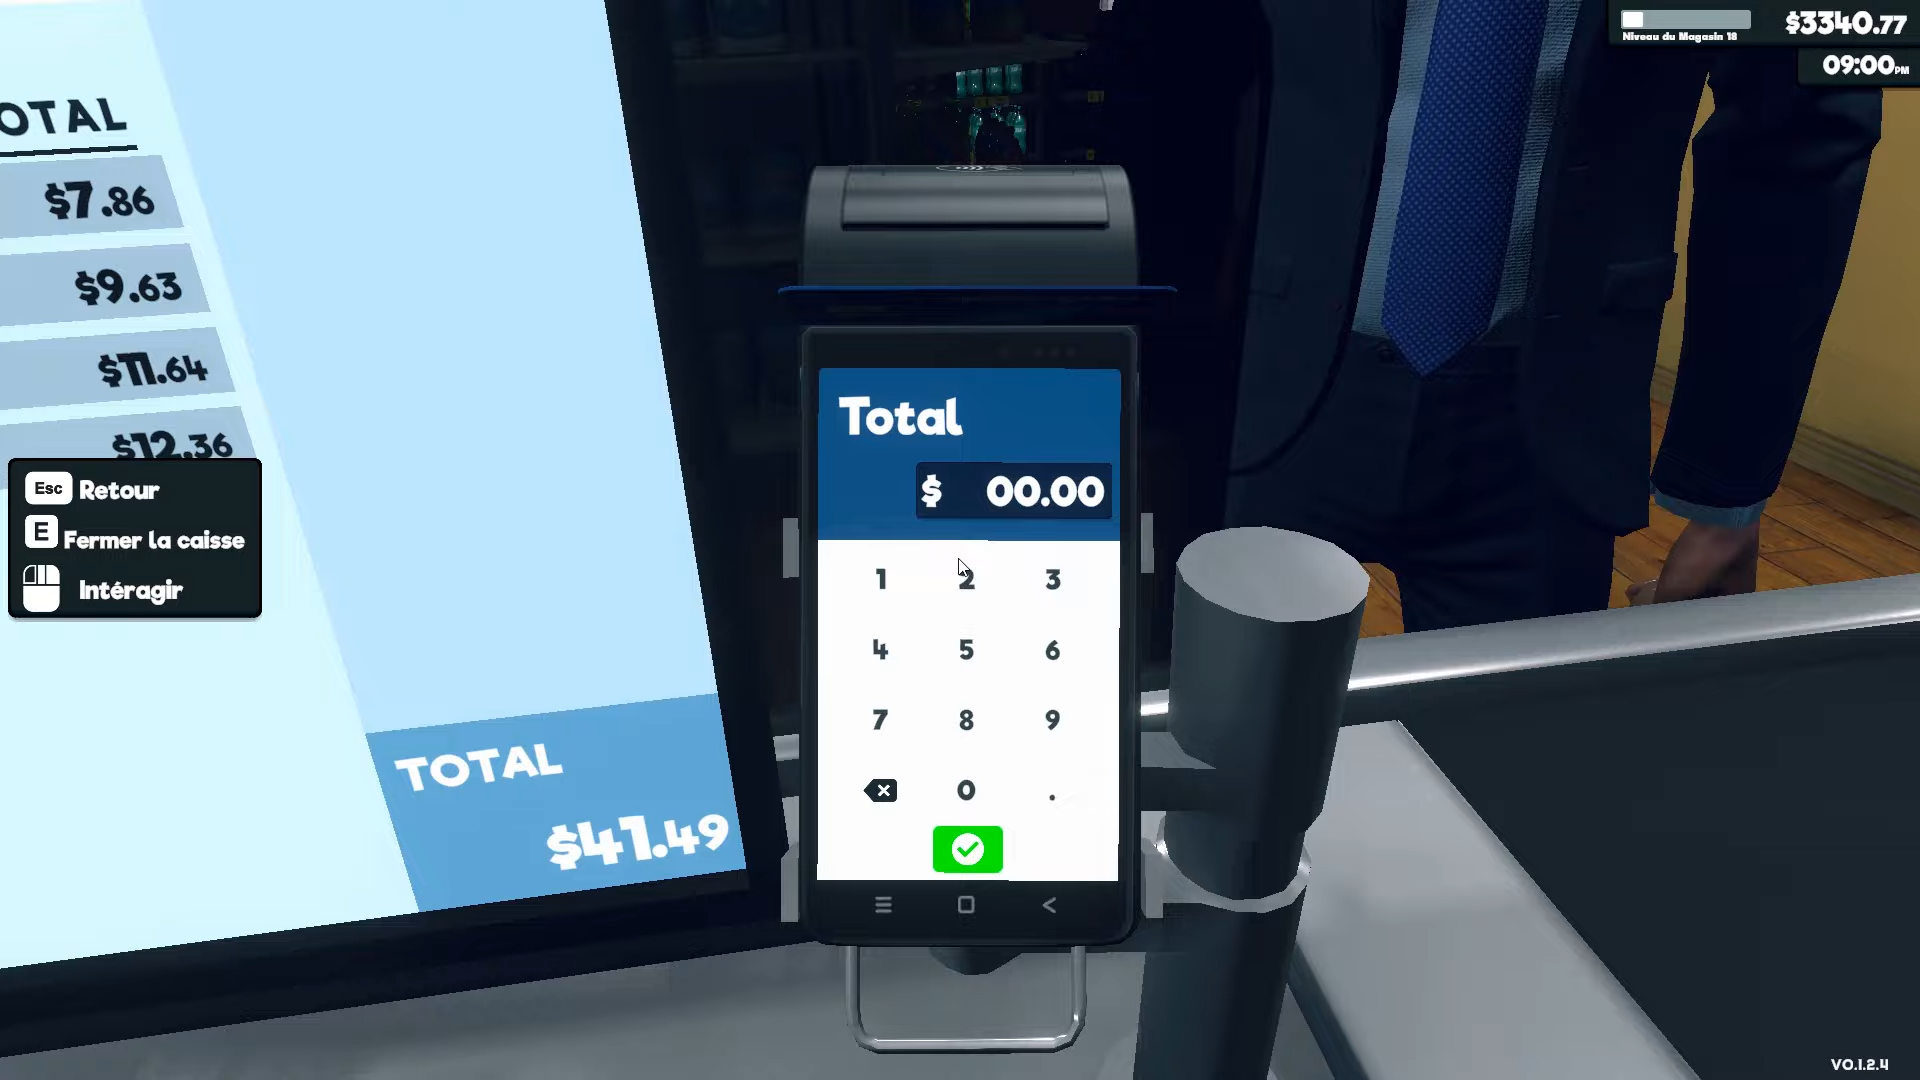 $3340.77
Niveau du Magasin 18
09:00PM
OTAL
$7.86
$9.63
$11.64
$12.36
Esc Retour
E Fermer la caisse
Intéragir
TOTAL
$41.49
Total
$ 00.00
1 2 3
4 5 6
7 8 9
0 .
V0.1.2.4